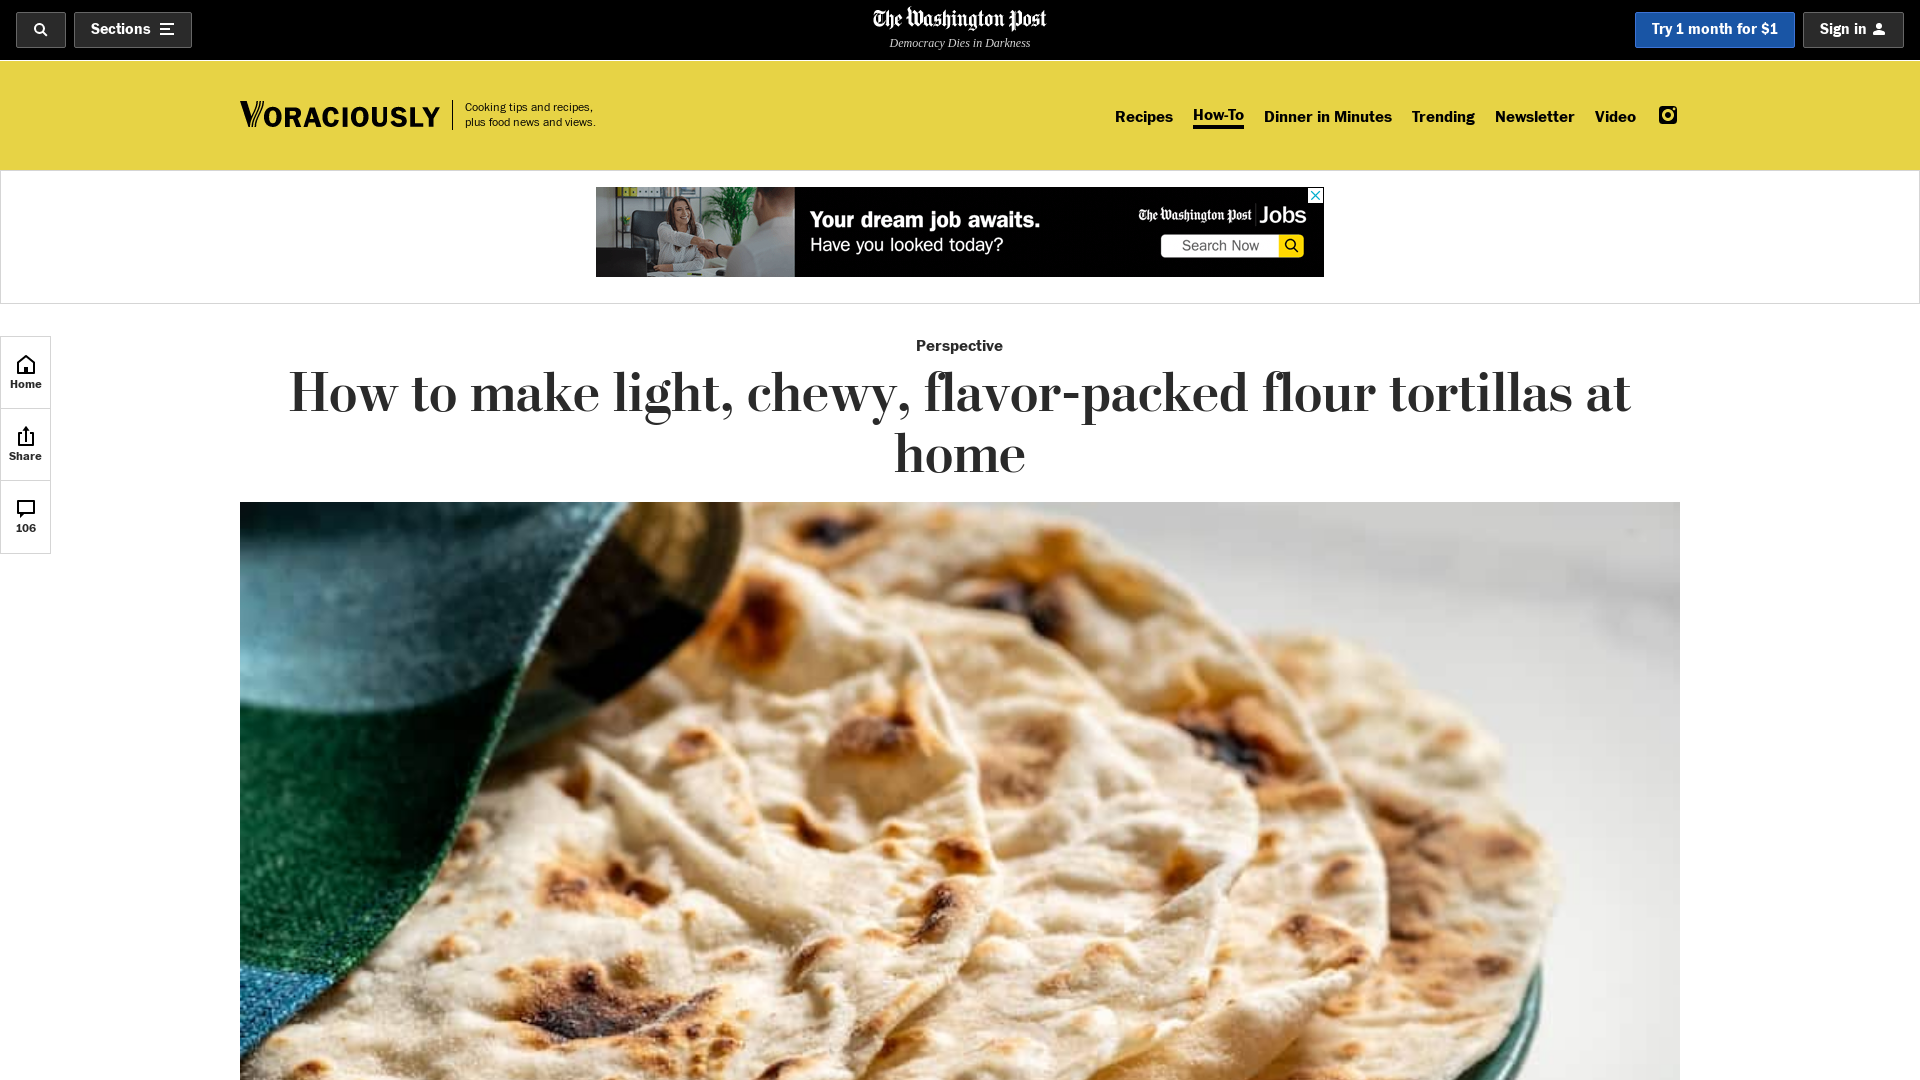 Sections
The Washington Post
Democracy Dies in Darkness
Try 1 month for $1
Sign in
VORACIOUSLY
Cooking tips and recipes,
plus food news and views.
Recipes
How-To
Dinner in Minutes
Trending
Newsletter
Video
Your dream job awaits.
Have you looked today?
The Washington Post Jobs
Search Now
Home
Share
106
Perspective
How to make light, chewy, flavor-packed flour tortillas at
home